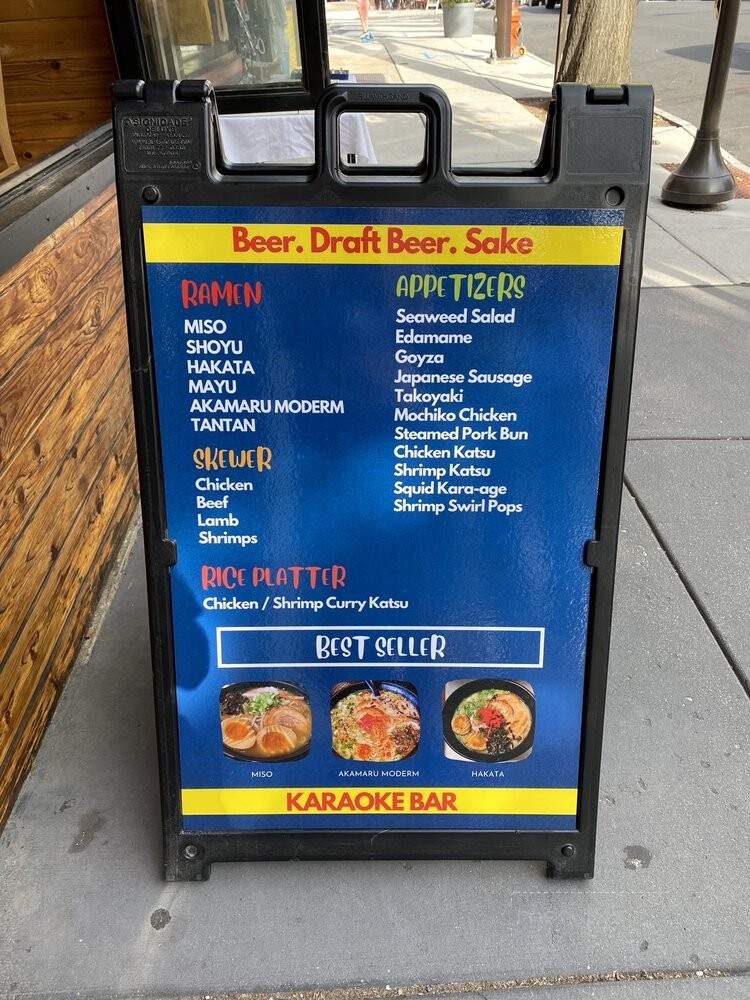 SIGNICADE
Beer. Draft Beer. Sake
RAMEN
MISO
SHOYU
HAKATA
MAYU
AKAMARU MODERM
TANTAN
SKEWER
Chicken
Beef
Lamb
Shrimps
APPETIZERS
Seaweed Salad
Edamame
Goyza
Japanese Sausage
Takoyaki
Mochiko Chicken
Steamed Pork Bun
Chicken Katsu
Shrimp Katsu
Squid Kara-age
Shrimp Swirl Pops
RICE PLATTER
Chicken / Shrimp Curry Katsu
BEST SELLER
MISO
AKAMARU MODERM
HAKATA
KARAOKE BAR